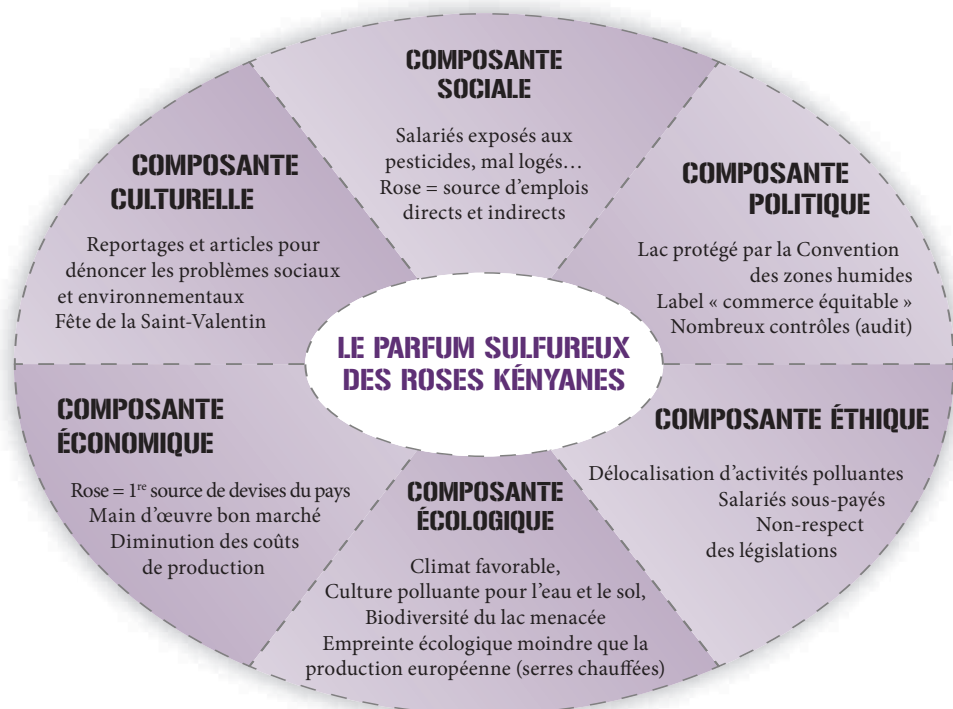 COMPOSANTE
SOCIALE
Salariés exposés aux
pesticides, mal logés…
Rose = source d’emplois
directs et indirects
COMPOSANTE
POLITIQUE
Lac protégé par la Convention
des zones humides
Label « commerce équitable »
Nombreux contrôles (audit)
COMPOSANTE ÉTHIQUE
Délocalisation d’activités polluantes
Salariés sous-payés
Non-respect
des législations
COMPOSANTE
ÉCOLOGIQUE
Climat favorable,
Culture polluante pour l’eau et le sol,
Biodiversité du lac menacée
Empreinte écologique moindre que la
production européenne (serres chauffées)
COMPOSANTE
ÉCONOMIQUE
Rose = 1re source de devises du pays
Main d’œuvre bon marché
Diminution des coûts
de production
COMPOSANTE
CULTURELLE
Reportages et articles pour
dénoncer les problèmes sociaux
et environnementaux
Fête de la Saint-Valentin
LE PARFUM SULFUREUX
DES ROSES KÉNYANES